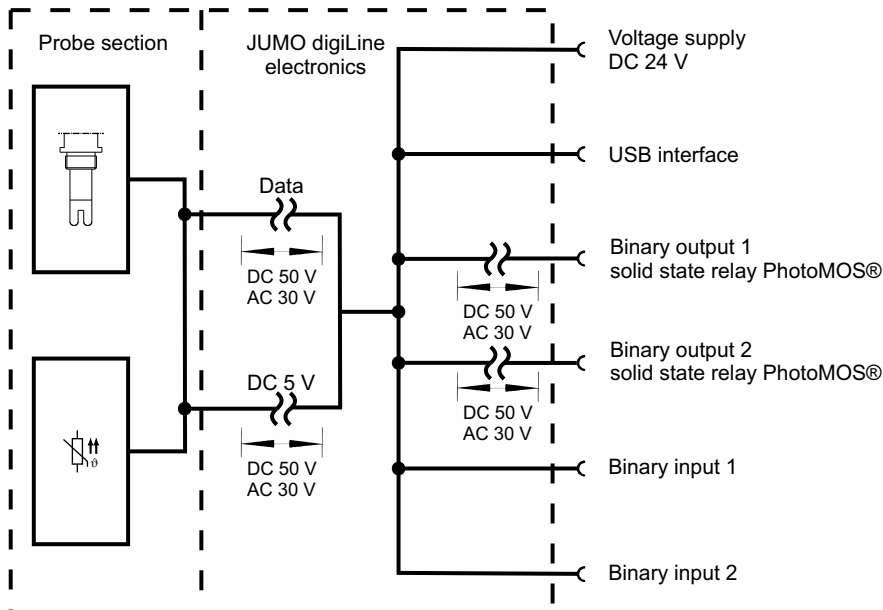 Probe section
JUMO digiLine
electronics
Voltage supply
DC 24 V
USB interface
Data
DC 50 V
AC 30 V
Binary output 1
solid state relay PhotoMOS®
DC 50 V
AC 30 V
Binary output 2
solid state relay PhotoMOS®
DC 50 V
AC 30 V
DC 5 V
DC 50 V
AC 30 V
ϑ
Binary input 1
Binary input 2